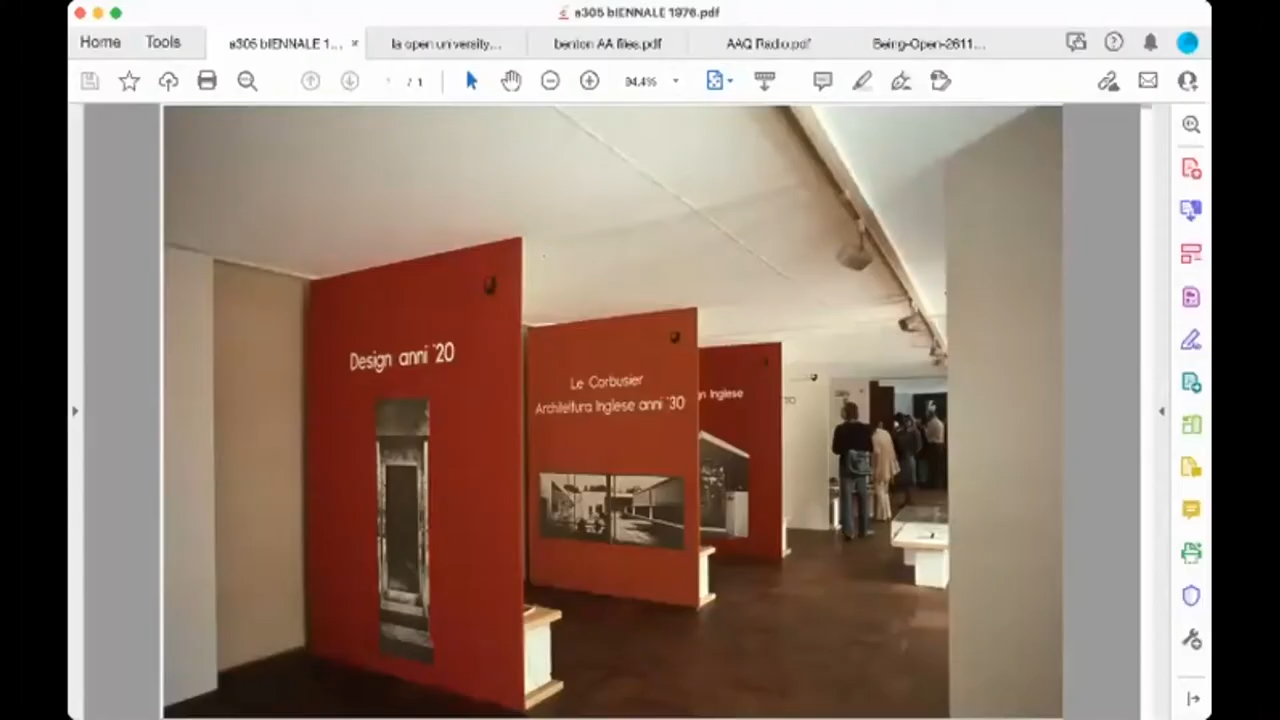 a305 bIENNALE 1976.pdf
Home
Tools
a305 bIENNALE 1...
la open university...
benton AA files.pdf
AAQ Radio.pdf
Being-Open-2611...
/ 1
94.4%
Design anni '20
Le Corbusier
Architettura Inglese anni '30
n Inglese